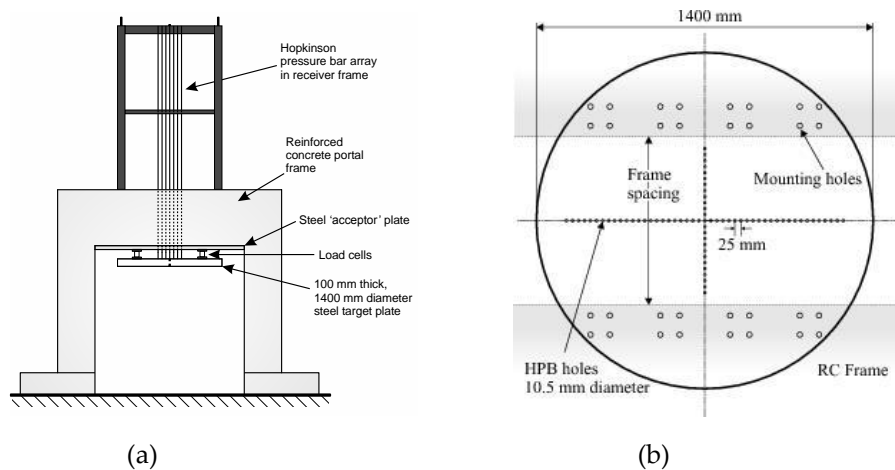 Hopkinson
pressure bar array
in receiver frame
Reinforced
concrete portal
frame
Steel ‘acceptor’ plate
Load cells
100 mm thick,
1400 mm diameter
steel target plate
(a)
1400 mm
Mounting holes
Frame
spacing
25 mm
HPB holes
10.5 mm diameter
RC Frame
(b)